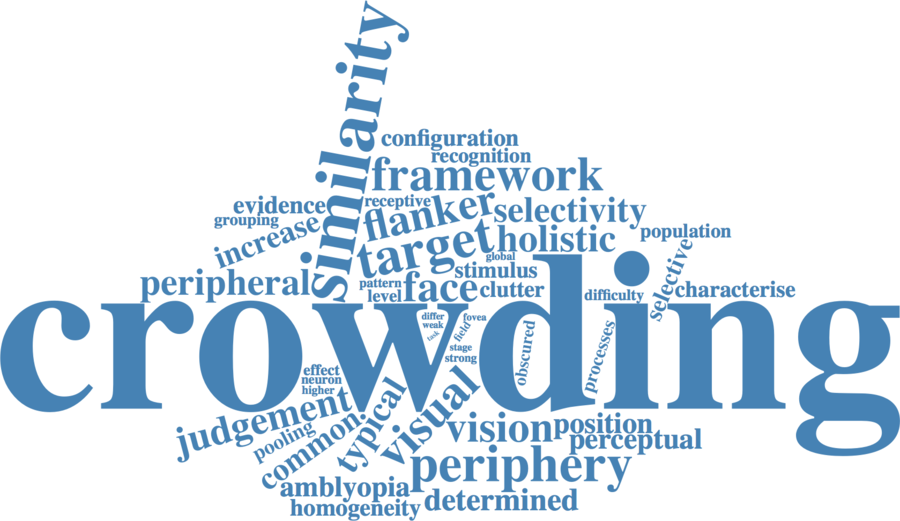 similarity
configuration
recognition
framework
evidence
receptive
grouping
flanker
selectivity
increase
target
holistic
population
global
selective
peripheral
pattern
stimulus
level
face
clutter
difficulty
characterise
crowding
differ
fovea
weak
task
field
stage
strong
obscured
processes
effect
neuron
higher
judgement
typical
visual
pooling
common
vision
position
perceptual
periphery
amblyopia
determined
homogeneity